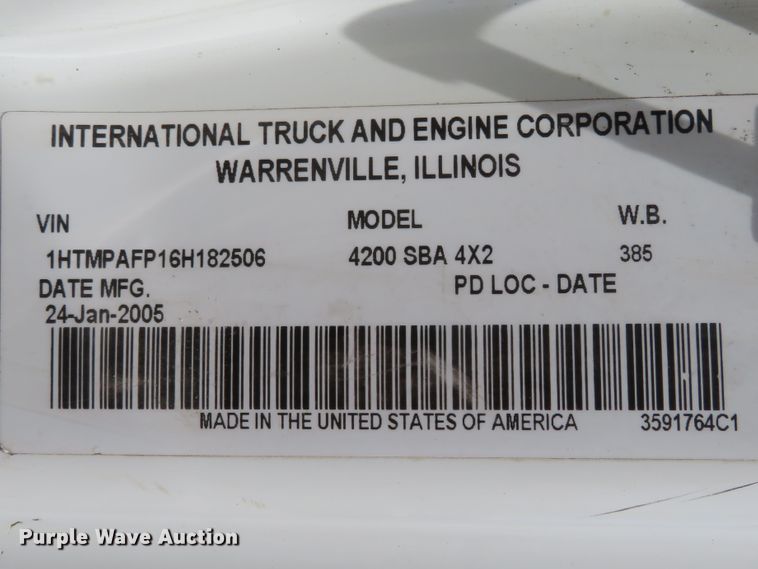 INTERNATIONAL TRUCK AND ENGINE CORPORATION
WARRENVILLE, ILLINOIS
VIN MODEL W.B.
1HTMPAFP16H182506 4200 SBA 4X2 385
DATE MFG. PD LOC - DATE
24-Jan-2005
MADE IN THE UNITED STATES OF AMERICA 3591764C1
Purple Wave Auction